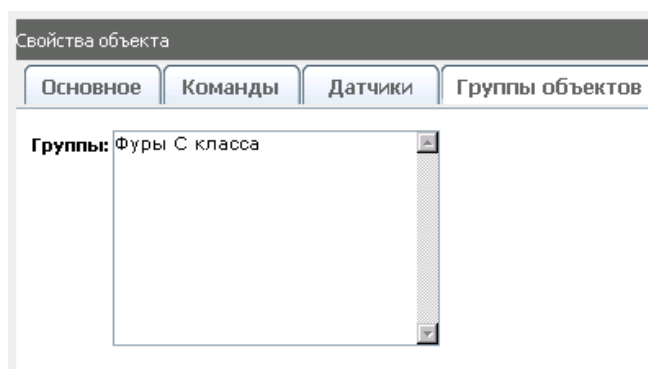 Свойства объекта
Основное Команды Датчики Группы объектов
Группы: Фуры С класса